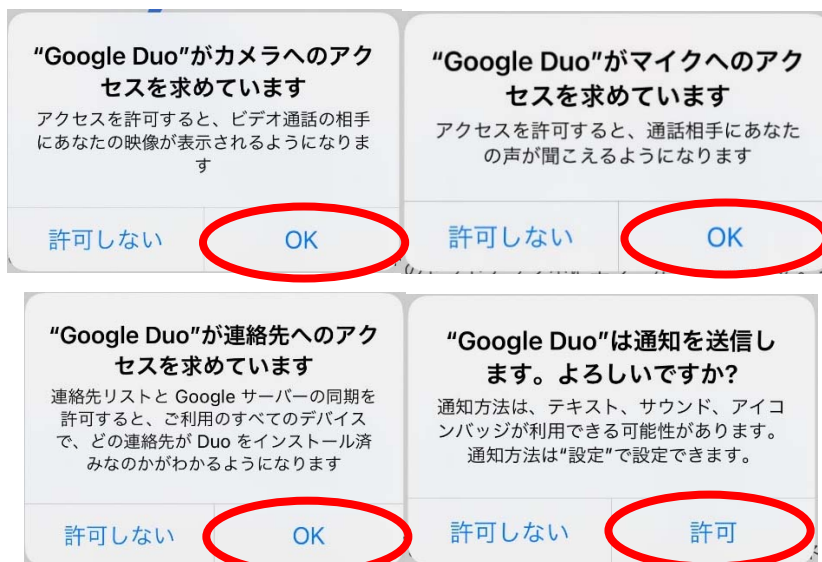 “Google Duo”がカメラへのアク
セスを求めています
アクセスを許可すると、ビデオ通話の相手
にあなたの映像が表示されるようになりま
す
許可しない
OK
“Google Duo”がマイクへのアク
セスを求めています
アクセスを許可すると、通話相手にあなた
の声が聞こえるようになります
許可しない
OK
“Google Duo”が連絡先へのアク
セスを求めています
連絡先リストと Google サーバーの同期を
許可すると、ご利用のすべてのデバイス
で、どの連絡先が Duo をインストール済
みなのかがわかるようになります
許可しない
OK
“Google Duo”は通知を送信し
ます。よろしいですか?
通知方法は、テキスト、サウンド、アイコ
ンバッジが利用できる可能性があります。
通知方法は“設定”で設定できます。
許可しない
許可